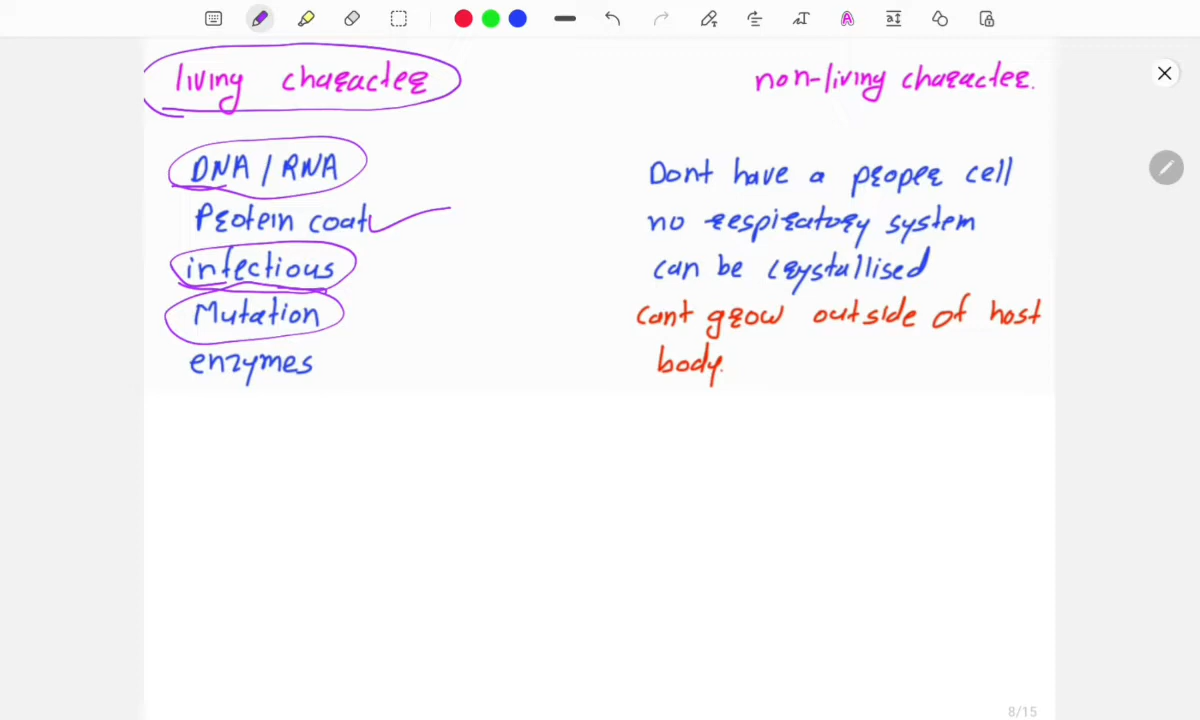 living character
non-living character.
DNA / RNA
Protein coat
infectious
Mutation
enzymes
Dont have a proper cell
no respiratory system
can be crystallised
cant grow outside of host
body.
8/15